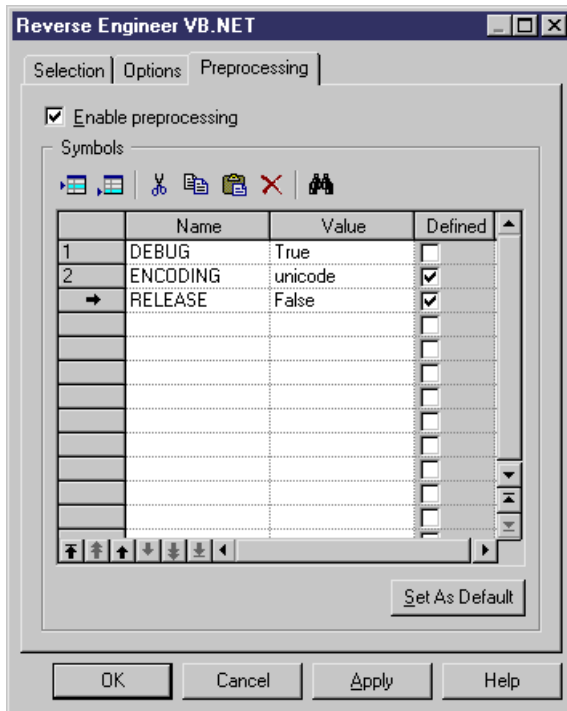 Reverse Engineer VB.NET
Selection Options Preprocessing
Enable preprocessing
Symbols
Name Value Defined
1 DEBUG True
2 ENCODING unicode
RELEASE False
Set As Default
OK Cancel Apply Help